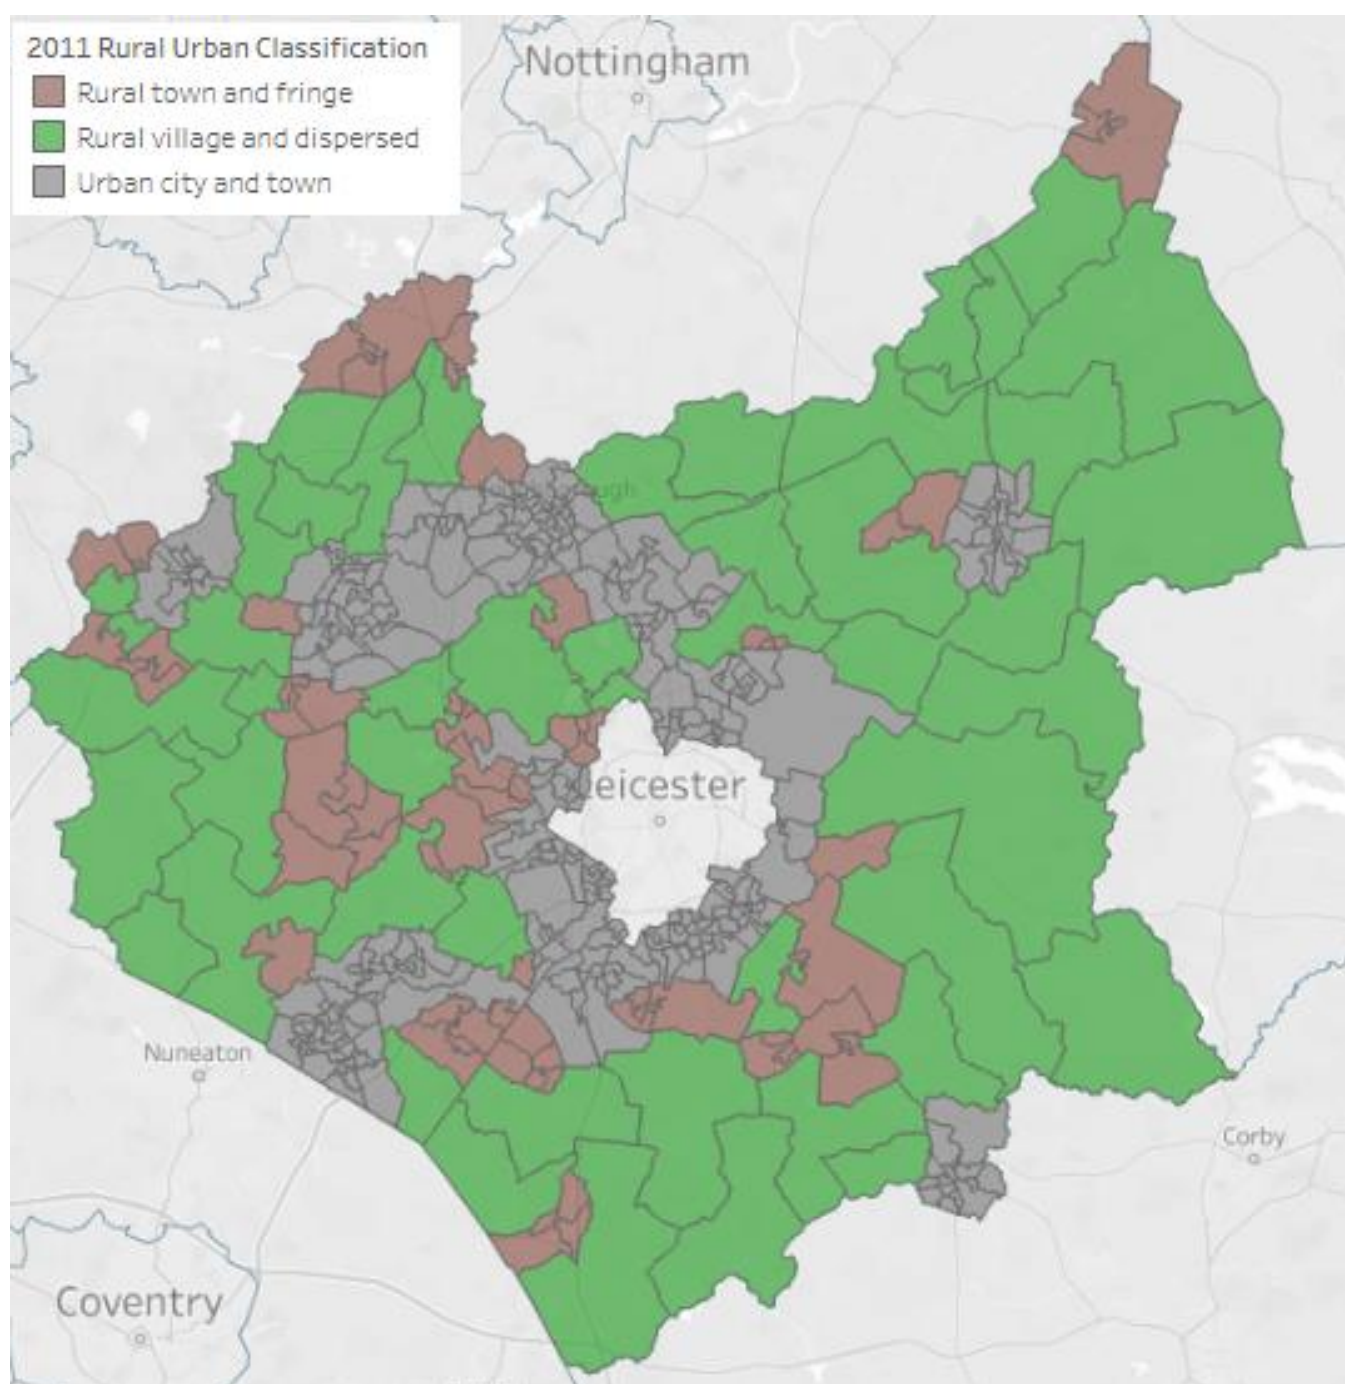 2011 Rural Urban Classification
Rural town and fringe
Rural village and dispersed
Urban city and town
Nottingham
Leicester
Nuneaton
Corby
Coventry